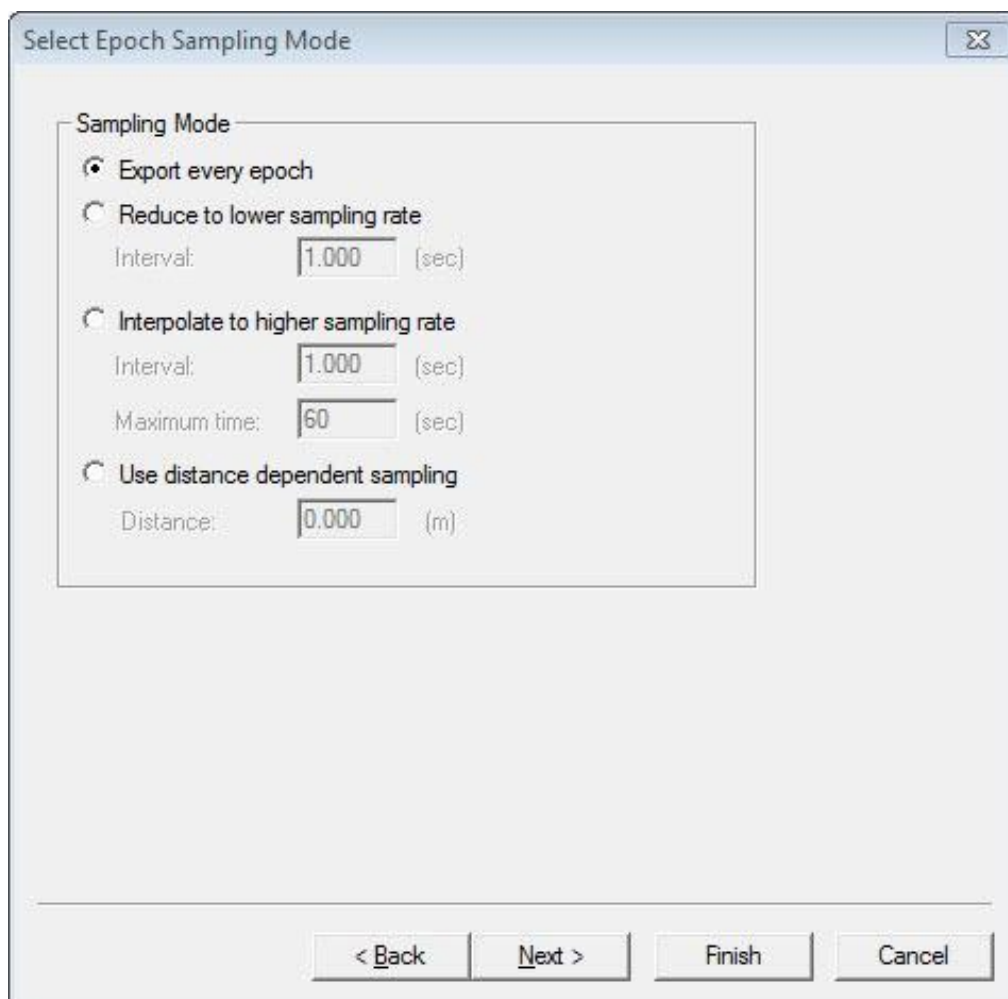 Select Epoch Sampling Mode
Sampling Mode
Export every epoch
Reduce to lower sampling rate
Interval: 1.000 (sec)
Interpolate to higher sampling rate
Interval: 1.000 (sec)
Maximum time: 60 (sec)
Use distance dependent sampling
Distance: 0.000 (m)
< Back Next > Finish Cancel